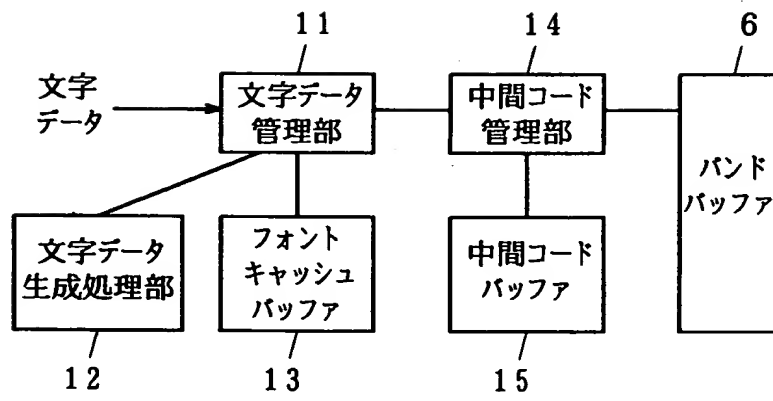 11
14
6
文字
データ
文字データ
管理部
中間コード
管理部
バンド
バッファ
文字データ
生成処理部
フォント
キャッシュ
バッファ
中間コード
バッファ
12
13
15